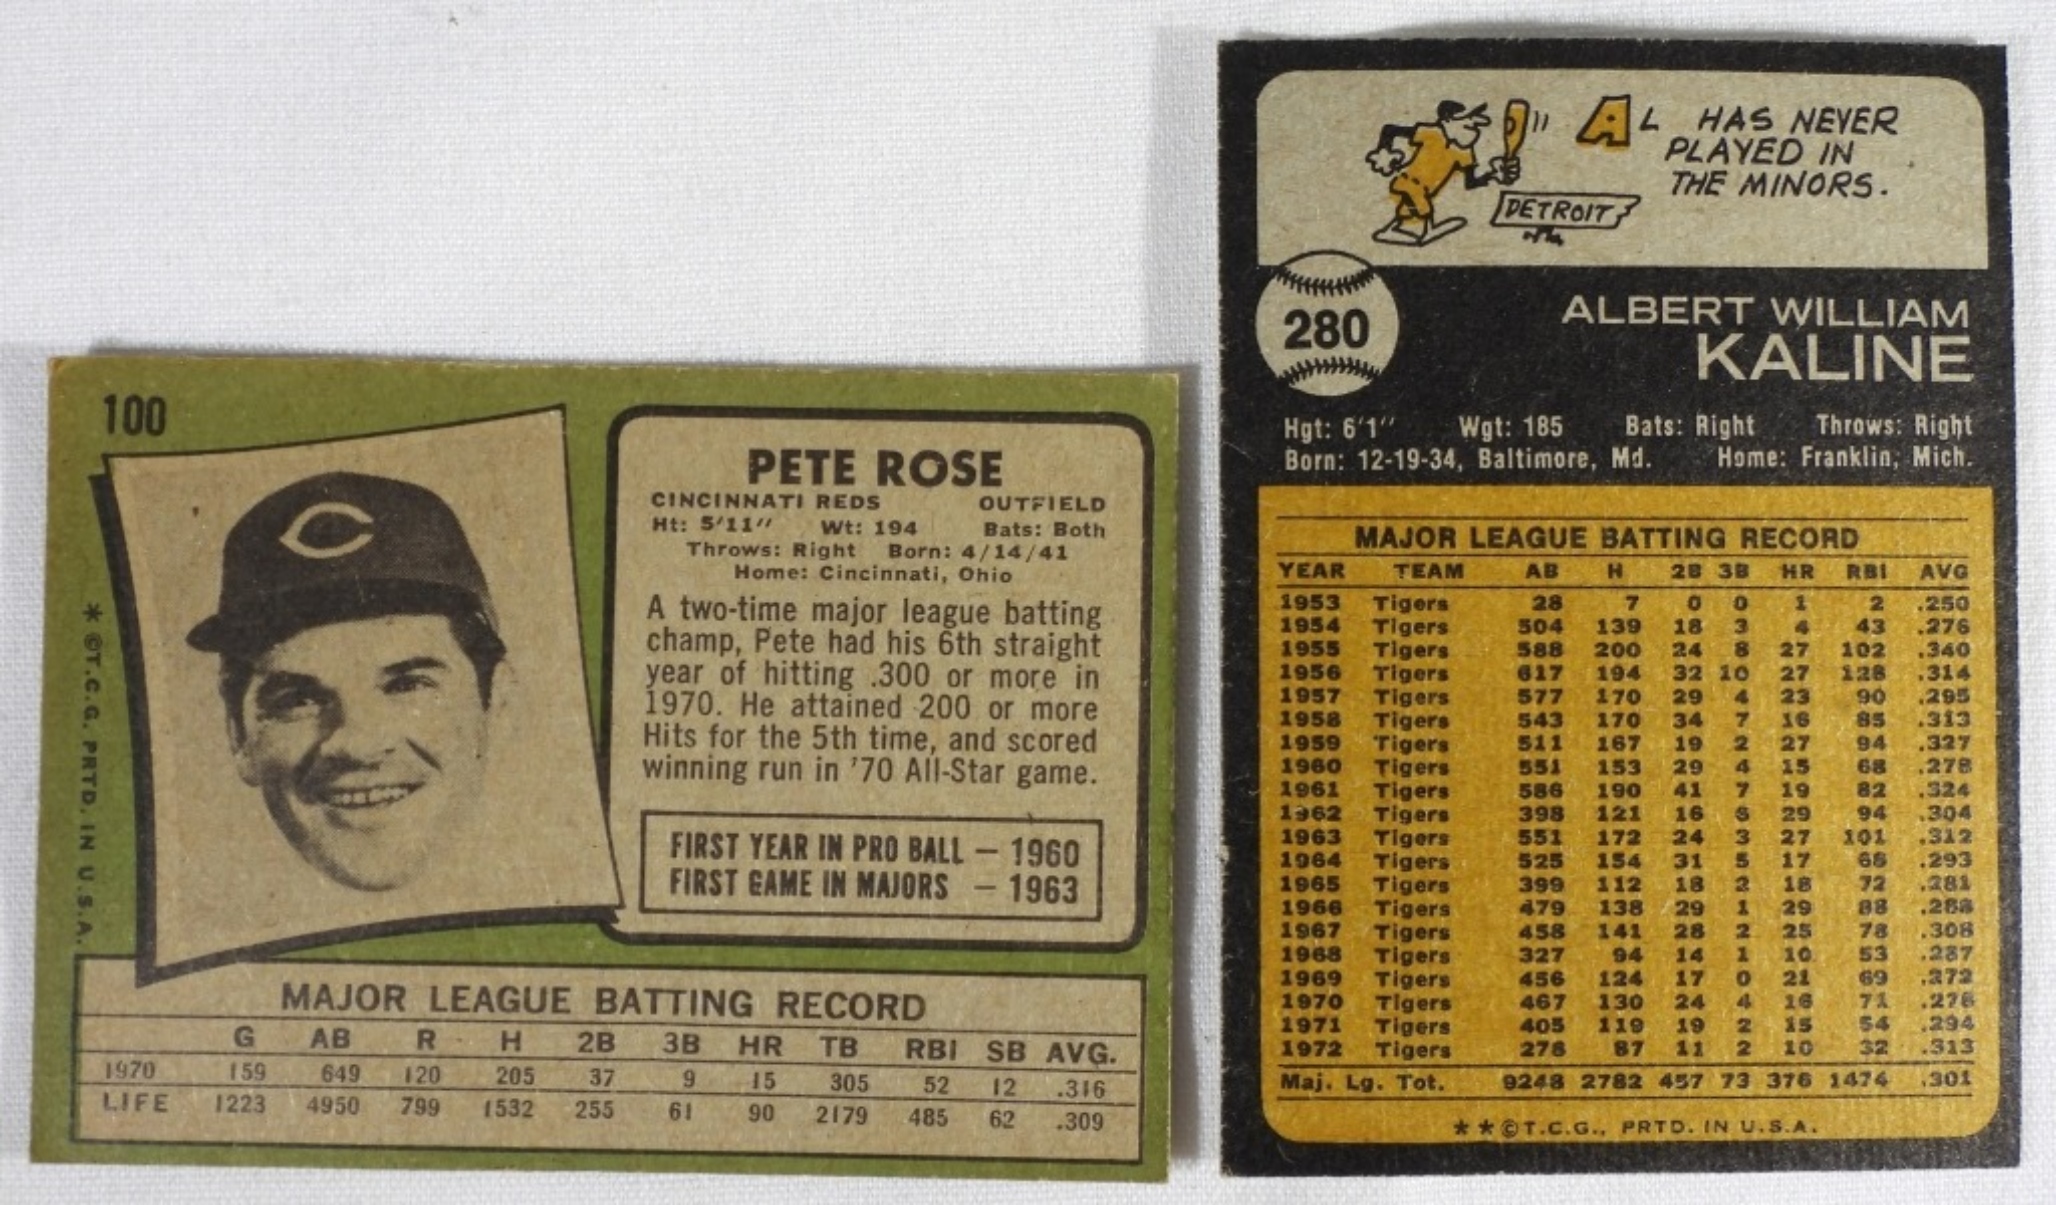 100
PETE ROSE
CINCINNATI REDS OUTFIELD
Ht: 5'11" Wt: 194 Bats: Both
Throws: Right Born: 4/14/41
Home: Cincinnati, Ohio
A two-time major league batting
champ, Pete had his 6th straight
year of hitting .300 or more in
1970. He attained 200 or more
Hits for the 5th time, and scored
winning run in '70 All-Star game.
FIRST YEAR IN PRO BALL — 1960
FIRST GAME IN MAJORS — 1963
* ©T.C.G. PRTD. IN U.S.A.
MAJOR LEAGUE BATTING RECORD
G AB R H 2B 3B HR TB RBI SB AVG.
1970 159 649 120 205 37 9 15 305 52 12 .316
LIFE 1223 4950 799 1532 255 61 90 2179 485 62 .309
AL HAS NEVER
PLAYED IN
THE MINORS.
DETROIT
280
ALBERT WILLIAM
KALINE
Hgt: 6'1" Wgt: 185 Bats: Right Throws: Right
Born: 12-19-34, Baltimore, Md. Home: Franklin, Mich.
MAJOR LEAGUE BATTING RECORD
YEAR TEAM AB H 2B 3B HR RBI AVG
1953 Tigers 28 7 0 0 1 2 .250
1954 Tigers 504 139 18 3 4 43 .276
1955 Tigers 588 200 24 8 27 102 .340
1956 Tigers 617 194 32 10 27 128 .314
1957 Tigers 577 170 29 4 23 90 .295
1958 Tigers 543 170 34 7 16 85 .313
1959 Tigers 511 167 19 2 27 94 .327
1960 Tigers 551 153 29 4 15 68 .278
1961 Tigers 586 190 41 7 19 82 .324
1962 Tigers 398 121 16 6 29 94 .304
1963 Tigers 551 172 24 3 27 101 .312
1964 Tigers 525 154 31 5 17 68 .293
1965 Tigers 399 112 18 2 18 72 .281
1966 Tigers 479 138 29 1 29 88 .288
1967 Tigers 458 141 28 2 25 78 .308
1968 Tigers 327 94 14 1 10 53 .287
1969 Tigers 456 124 17 0 21 69 .272
1970 Tigers 467 130 24 4 16 71 .278
1971 Tigers 405 119 19 2 15 54 .294
1972 Tigers 278 87 11 2 10 32 .313
Maj. Lg. Tot. 9248 2782 457 73 376 1474 .301
**©T.C.G., PRTD. IN U.S.A.